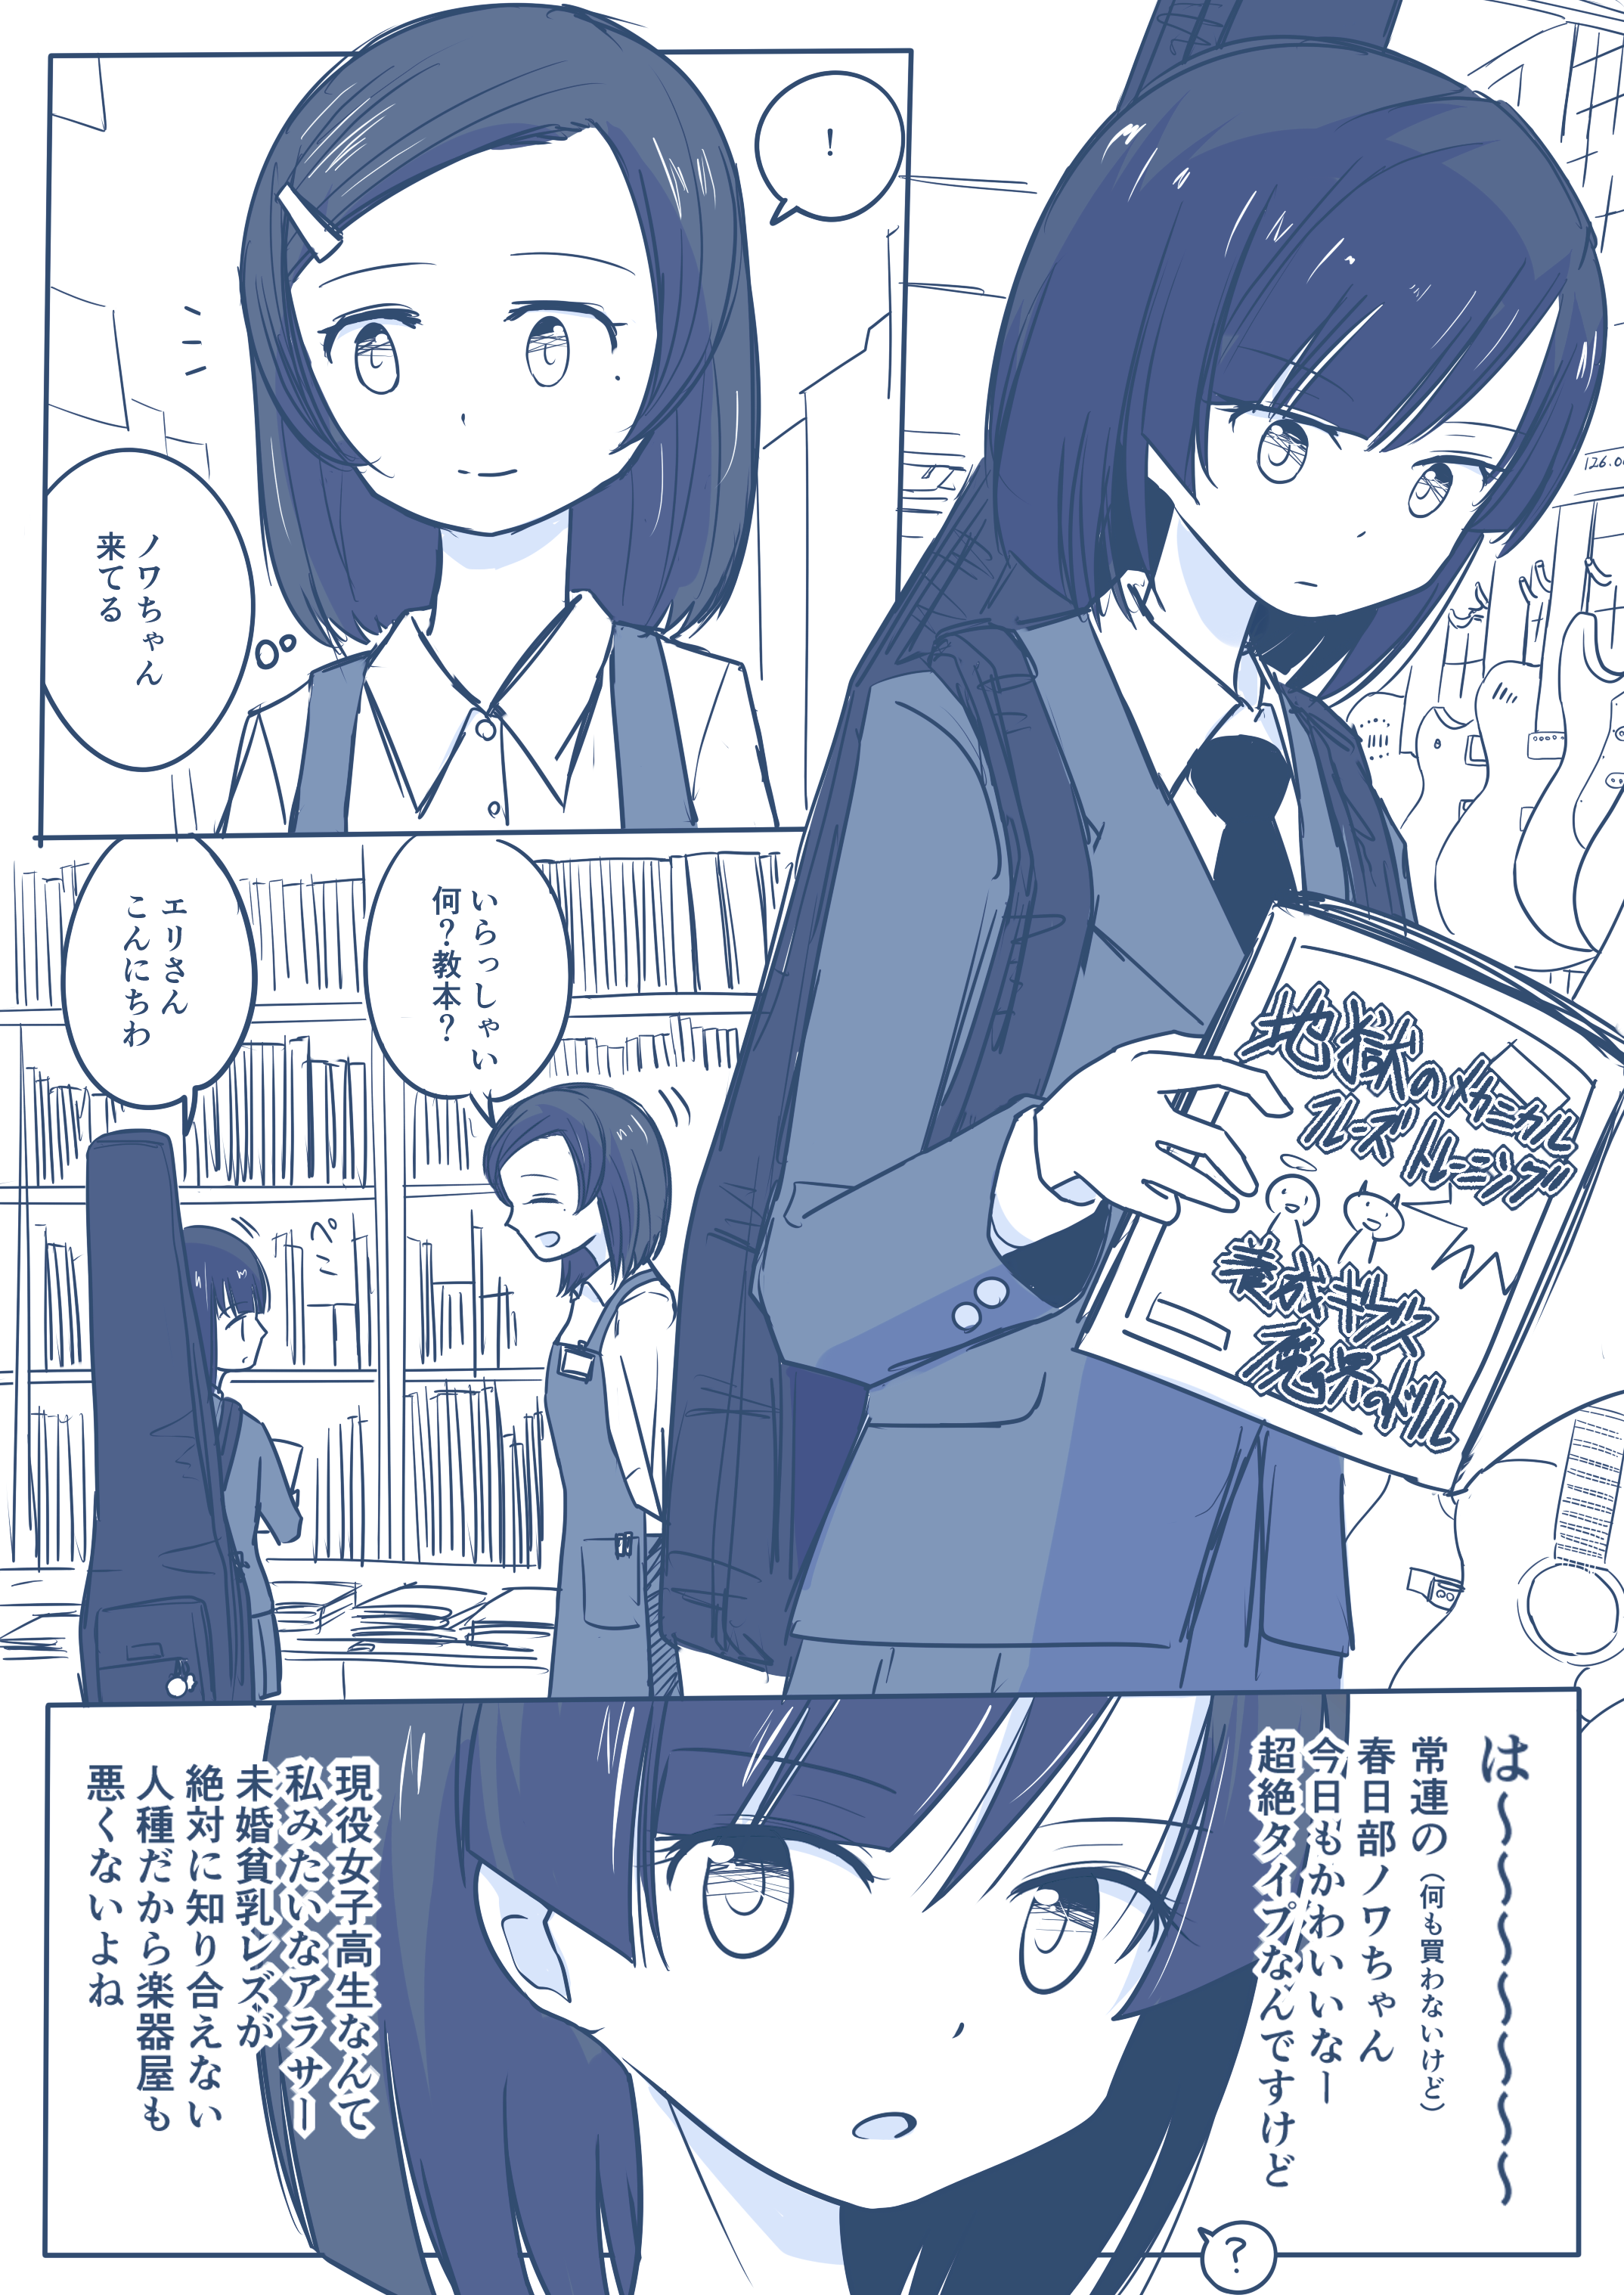 ！
ノワちゃん
来てる
126.00
地獄のメカニカル
フレーズ トレーニング
養成ギプス
魔界のドリル
いらっしゃい
何？教本？
エリさん
こんにちわ
ペこ
は～～～～～～～
常連の（何も買わないけど）
春日部ノワちゃん
今日もかわいいなー
超絶タイプなんですけど
？
現役女子高生なんて
私みたいなアラサー
未婚貧乳レズが
絶対に知り合えない
人種だから楽器屋も
悪くないよね